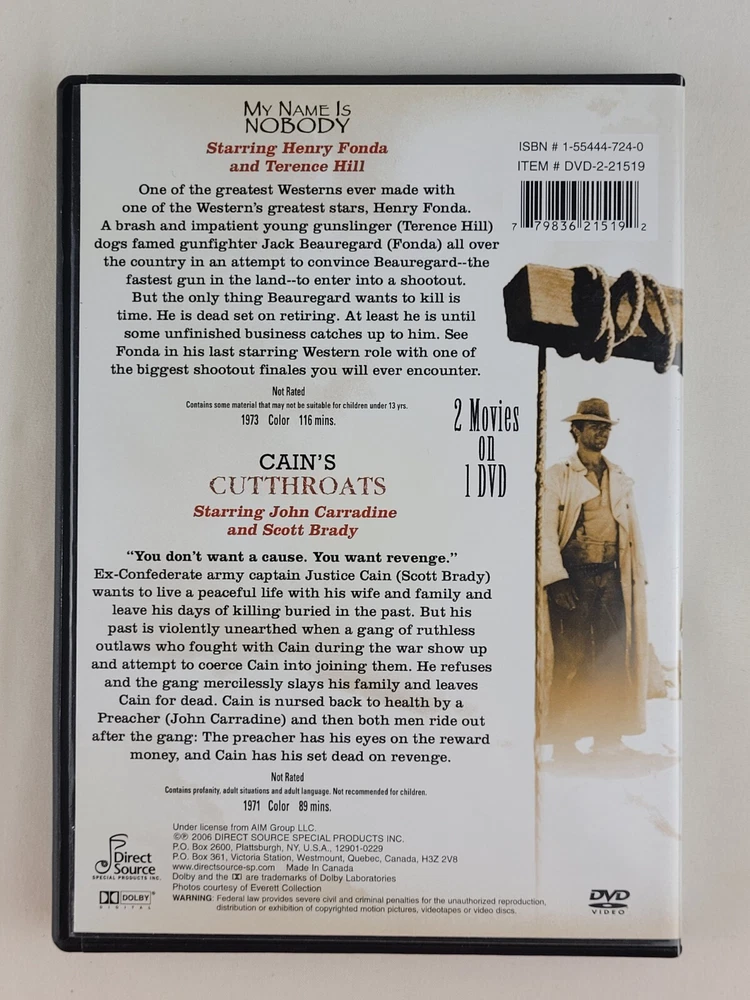 MY NAME IS
NOBODY
Starring Henry Fonda
and Terence Hill
One of the greatest Westerns ever made with
one of the Western's greatest stars, Henry Fonda.
A brash and impatient young gunslinger (Terence Hill)
dogs famed gunfighter Jack Beauregard (Fonda) all over
the country in an attempt to convince Beauregard--the
fastest gun in the land--to enter into a shootout.
But the only thing Beauregard wants to kill is
time. He is dead set on retiring. At least he is until
some unfinished business catches up to him. See
Fonda in his last starring Western role with one of
the biggest shootout finales you will ever encounter.
Not Rated
Contains some material that may not be suitable for children under 13 yrs.
1973 Color 116 mins.
ISBN # 1-55444-724-0
ITEM # DVD-2-21519
7 79836 21519 2
2 Movies
on
1 DVD
CAIN'S
CUTTHROATS
Starring John Carradine
and Scott Brady
"You don't want a cause. You want revenge."
Ex-Confederate army captain Justice Cain (Scott Brady)
wants to live a peaceful life with his wife and family and
leave his days of killing buried in the past. But his
past is violently unearthed when a gang of ruthless
outlaws who fought with Cain during the war show up
and attempt to coerce Cain into joining them. He refuses
and the gang mercilessly slays his family and leaves
Cain for dead. Cain is nursed back to health by a
Preacher (John Carradine) and then both men ride out
after the gang: The preacher has his eyes on the reward
money, and Cain has his set dead on revenge.
Not Rated
Contains profanity, adult situations and adult language. Not recommended for children.
1971 Color 89 mins.
Direct
Source
SPECIAL PRODUCTS INC.
DOLBY
DIGITAL
Under license from AIM Group LLC.
©℗ 2006 DIRECT SOURCE SPECIAL PRODUCTS INC.
P.O. Box 2600, Plattsburgh, NY, U.S.A., 12901-0229
P.O. Box 361, Victoria Station, Westmount, Quebec, Canada, H3Z 2V8
www.directsource-sp.com Made In Canada
Dolby and the DD are trademarks of Dolby Laboratories
Photos courtesy of Everett Collection
WARNING: Federal law provides severe civil and criminal penalties for the unauthorized reproduction,
distribution or exhibition of copyrighted motion pictures, videotapes or video discs.
DVD
VIDEO